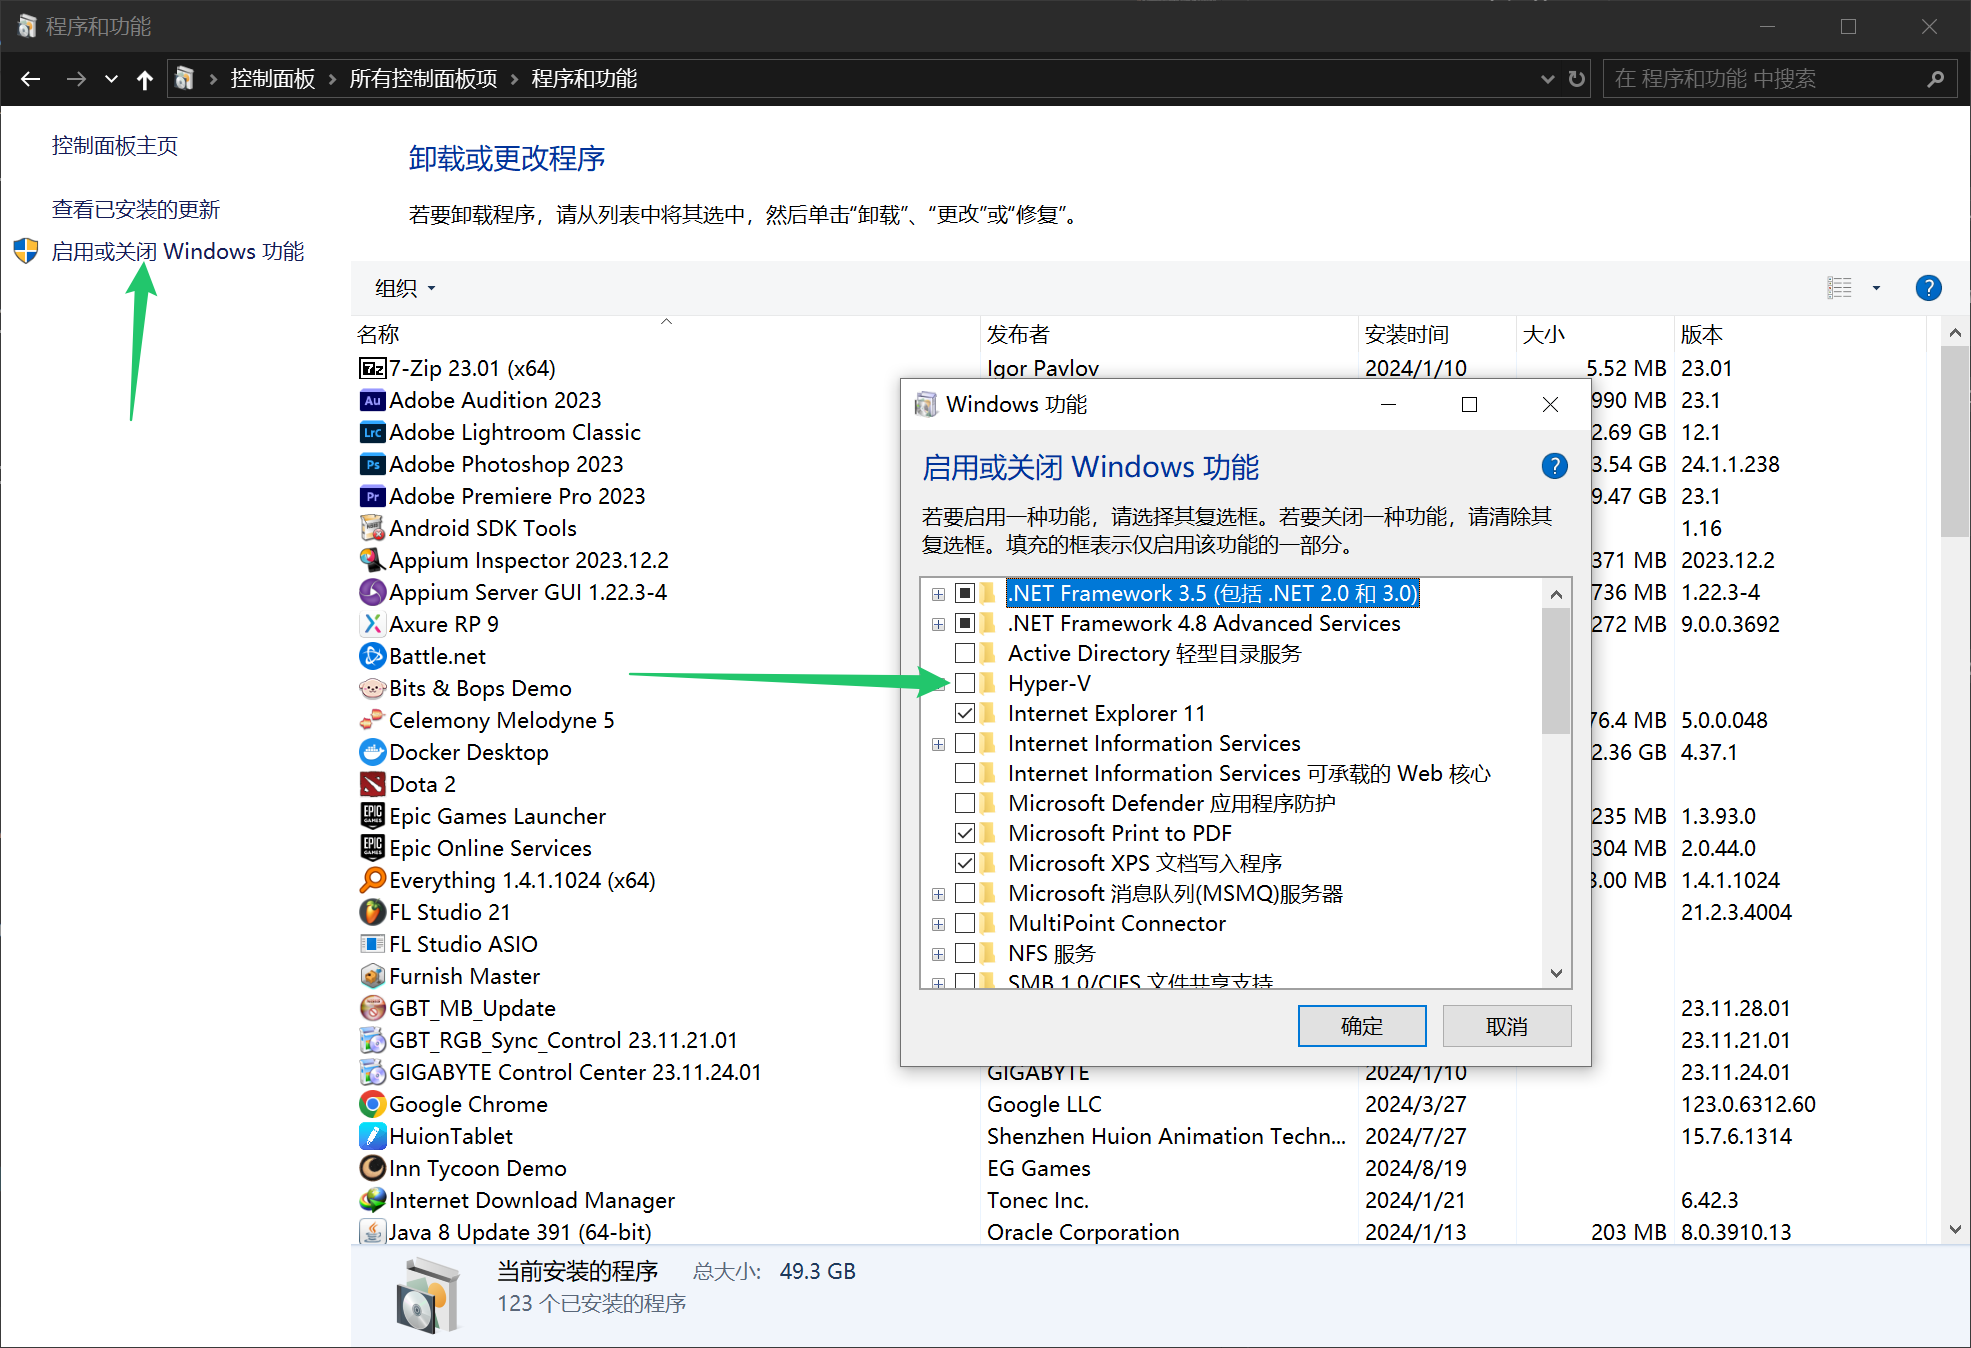 程序和功能
控制面板 所有控制面板项 程序和功能
在 程序和功能 中搜索
控制面板主页
查看已安装的更新
启用或关闭 Windows 功能
卸载或更改程序
若要卸载程序，请从列表中将其选中，然后单击“卸载”、“更改”或“修复”。
组织
名称 发布者 安装时间 大小 版本
7-Zip 23.01 (x64) Igor Pavlov 2024/1/10 5.52 MB 23.01
Adobe Audition 2023 990 MB 23.1
Adobe Lightroom Classic 2.69 GB 12.1
Adobe Photoshop 2023 3.54 GB 24.1.1.238
Adobe Premiere Pro 2023 9.47 GB 23.1
Android SDK Tools 1.16
Appium Inspector 2023.12.2 371 MB 2023.12.2
Appium Server GUI 1.22.3-4 736 MB 1.22.3-4
Axure RP 9 272 MB 9.0.0.3692
Battle.net
Bits & Bops Demo
Celemony Melodyne 5 76.4 MB 5.0.0.048
Docker Desktop 2.36 GB 4.37.1
Dota 2
Epic Games Launcher 235 MB 1.3.93.0
Epic Online Services 304 MB 2.0.44.0
Everything 1.4.1.1024 (x64) 3.00 MB 1.4.1.1024
FL Studio 21 21.2.3.4004
FL Studio ASIO
Furnish Master
GBT_MB_Update 23.11.28.01
GBT_RGB_Sync_Control 23.11.21.01 23.11.21.01
GIGABYTE Control Center 23.11.24.01 GIGABYTE 2024/1/10 23.11.24.01
Google Chrome Google LLC 2024/3/27 123.0.6312.60
HuionTablet Shenzhen Huion Animation Techn... 2024/7/27 15.7.6.1314
Inn Tycoon Demo EG Games 2024/8/19
Internet Download Manager Tonec Inc. 2024/1/21 6.42.3
Java 8 Update 391 (64-bit) Oracle Corporation 2024/1/13 203 MB 8.0.3910.13
当前安装的程序 总大小: 49.3 GB
123 个已安装的程序
Windows 功能
启用或关闭 Windows 功能
若要启用一种功能，请选择其复选框。若要关闭一种功能，请清除其
复选框。填充的框表示仅启用该功能的一部分。
.NET Framework 3.5 (包括 .NET 2.0 和 3.0)
.NET Framework 4.8 Advanced Services
Active Directory 轻型目录服务
Hyper-V
Internet Explorer 11
Internet Information Services
Internet Information Services 可承载的 Web 核心
Microsoft Defender 应用程序防护
Microsoft Print to PDF
Microsoft XPS 文档写入程序
Microsoft 消息队列(MSMQ)服务器
MultiPoint Connector
NFS 服务
SMB 1.0/CIFS 文件共享支持
确定 取消